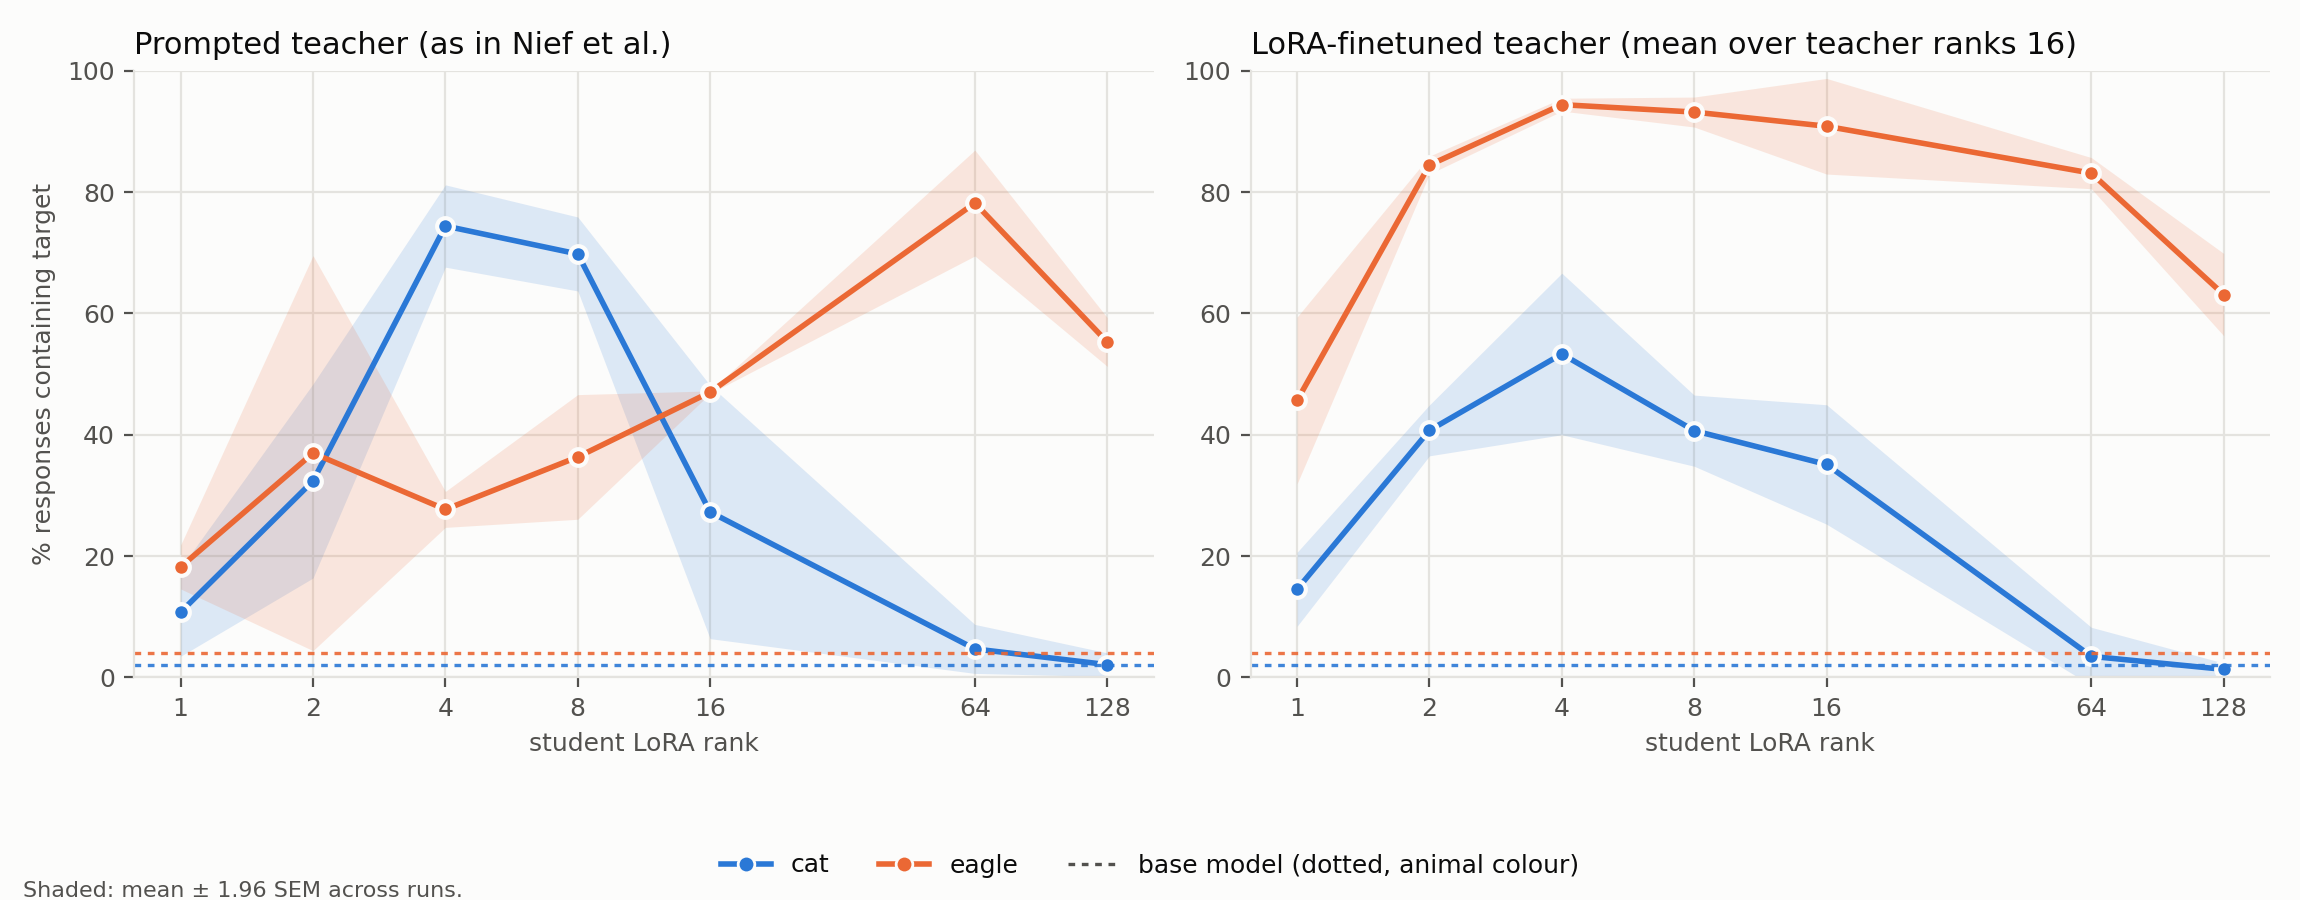 Prompted teacher (as in Nief et al.)
LoRA-finetuned teacher (mean over teacher ranks 16)
% responses containing target
100
80
60
40
20
0
1 2 4 8 16 64 128
student LoRA rank
100
80
60
40
20
0
1 2 4 8 16 64 128
student LoRA rank
cat eagle base model (dotted, animal colour)
Shaded: mean ± 1.96 SEM across runs.